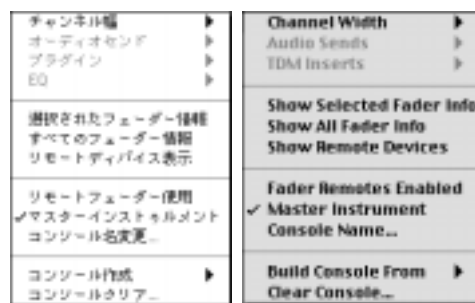 チャンネル幅
オーディオセンド
プラグイン
EQ
選択されたフェーダー情報
すべてのフェーダー情報
リモートディバイス表示
リモートフェーダー使用
✓マスターインストゥルメント
コンソール名変更...
コンソール作成
コンソールクリア...
Channel Width
Audio Sends
TDM Inserts
Show Selected Fader Info
Show All Fader Info
Show Remote Devices
Fader Remotes Enabled
✓ Master Instrument
Console Name...
Build Console From
Clear Console...